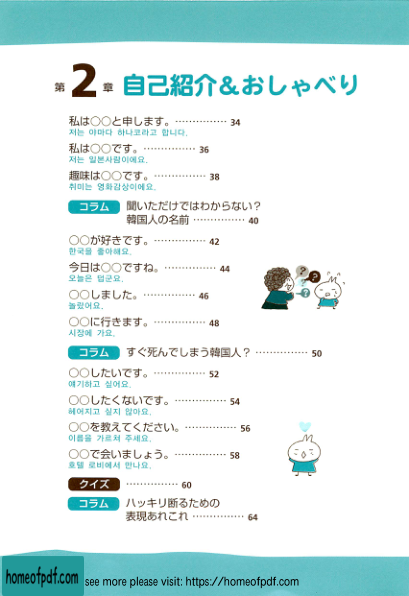 第2章 自己紹介&おしゃべり
私は○○と申します。…………… 34
저는 야마다 하나코라고 합니다.
私は○○です。…………… 36
저는 일본사람이에요.
趣味は○○です。…………… 38
취미는 영화감상이에요.
コラム 聞いただけではわからない?
韓国人の名前 …………… 40
○○が好きです。…………… 42
한국을 좋아해요.
今日は○○ですね。…………… 44
오늘은 덥군요.
○○しました。…………… 46
놀랐어요.
○○に行きます。…………… 48
시장에 가요.
コラム すぐ死んでしまう韓国人? …………… 50
○○したいです。…………… 52
얘기하고 싶어요.
○○したくないです。…………… 54
헤어지고 싶지 않아요.
○○を教えてください。…………… 56
이름을 가르쳐 주세요.
○○で会いましょう。…………… 58
호텔 로비에서 만나요.
クイズ …………… 60
コラム ハッキリ断るための
表現あれこれ …………… 64
? ? ?
homeofpdf.com see more please visit: https://homeofpdf.com